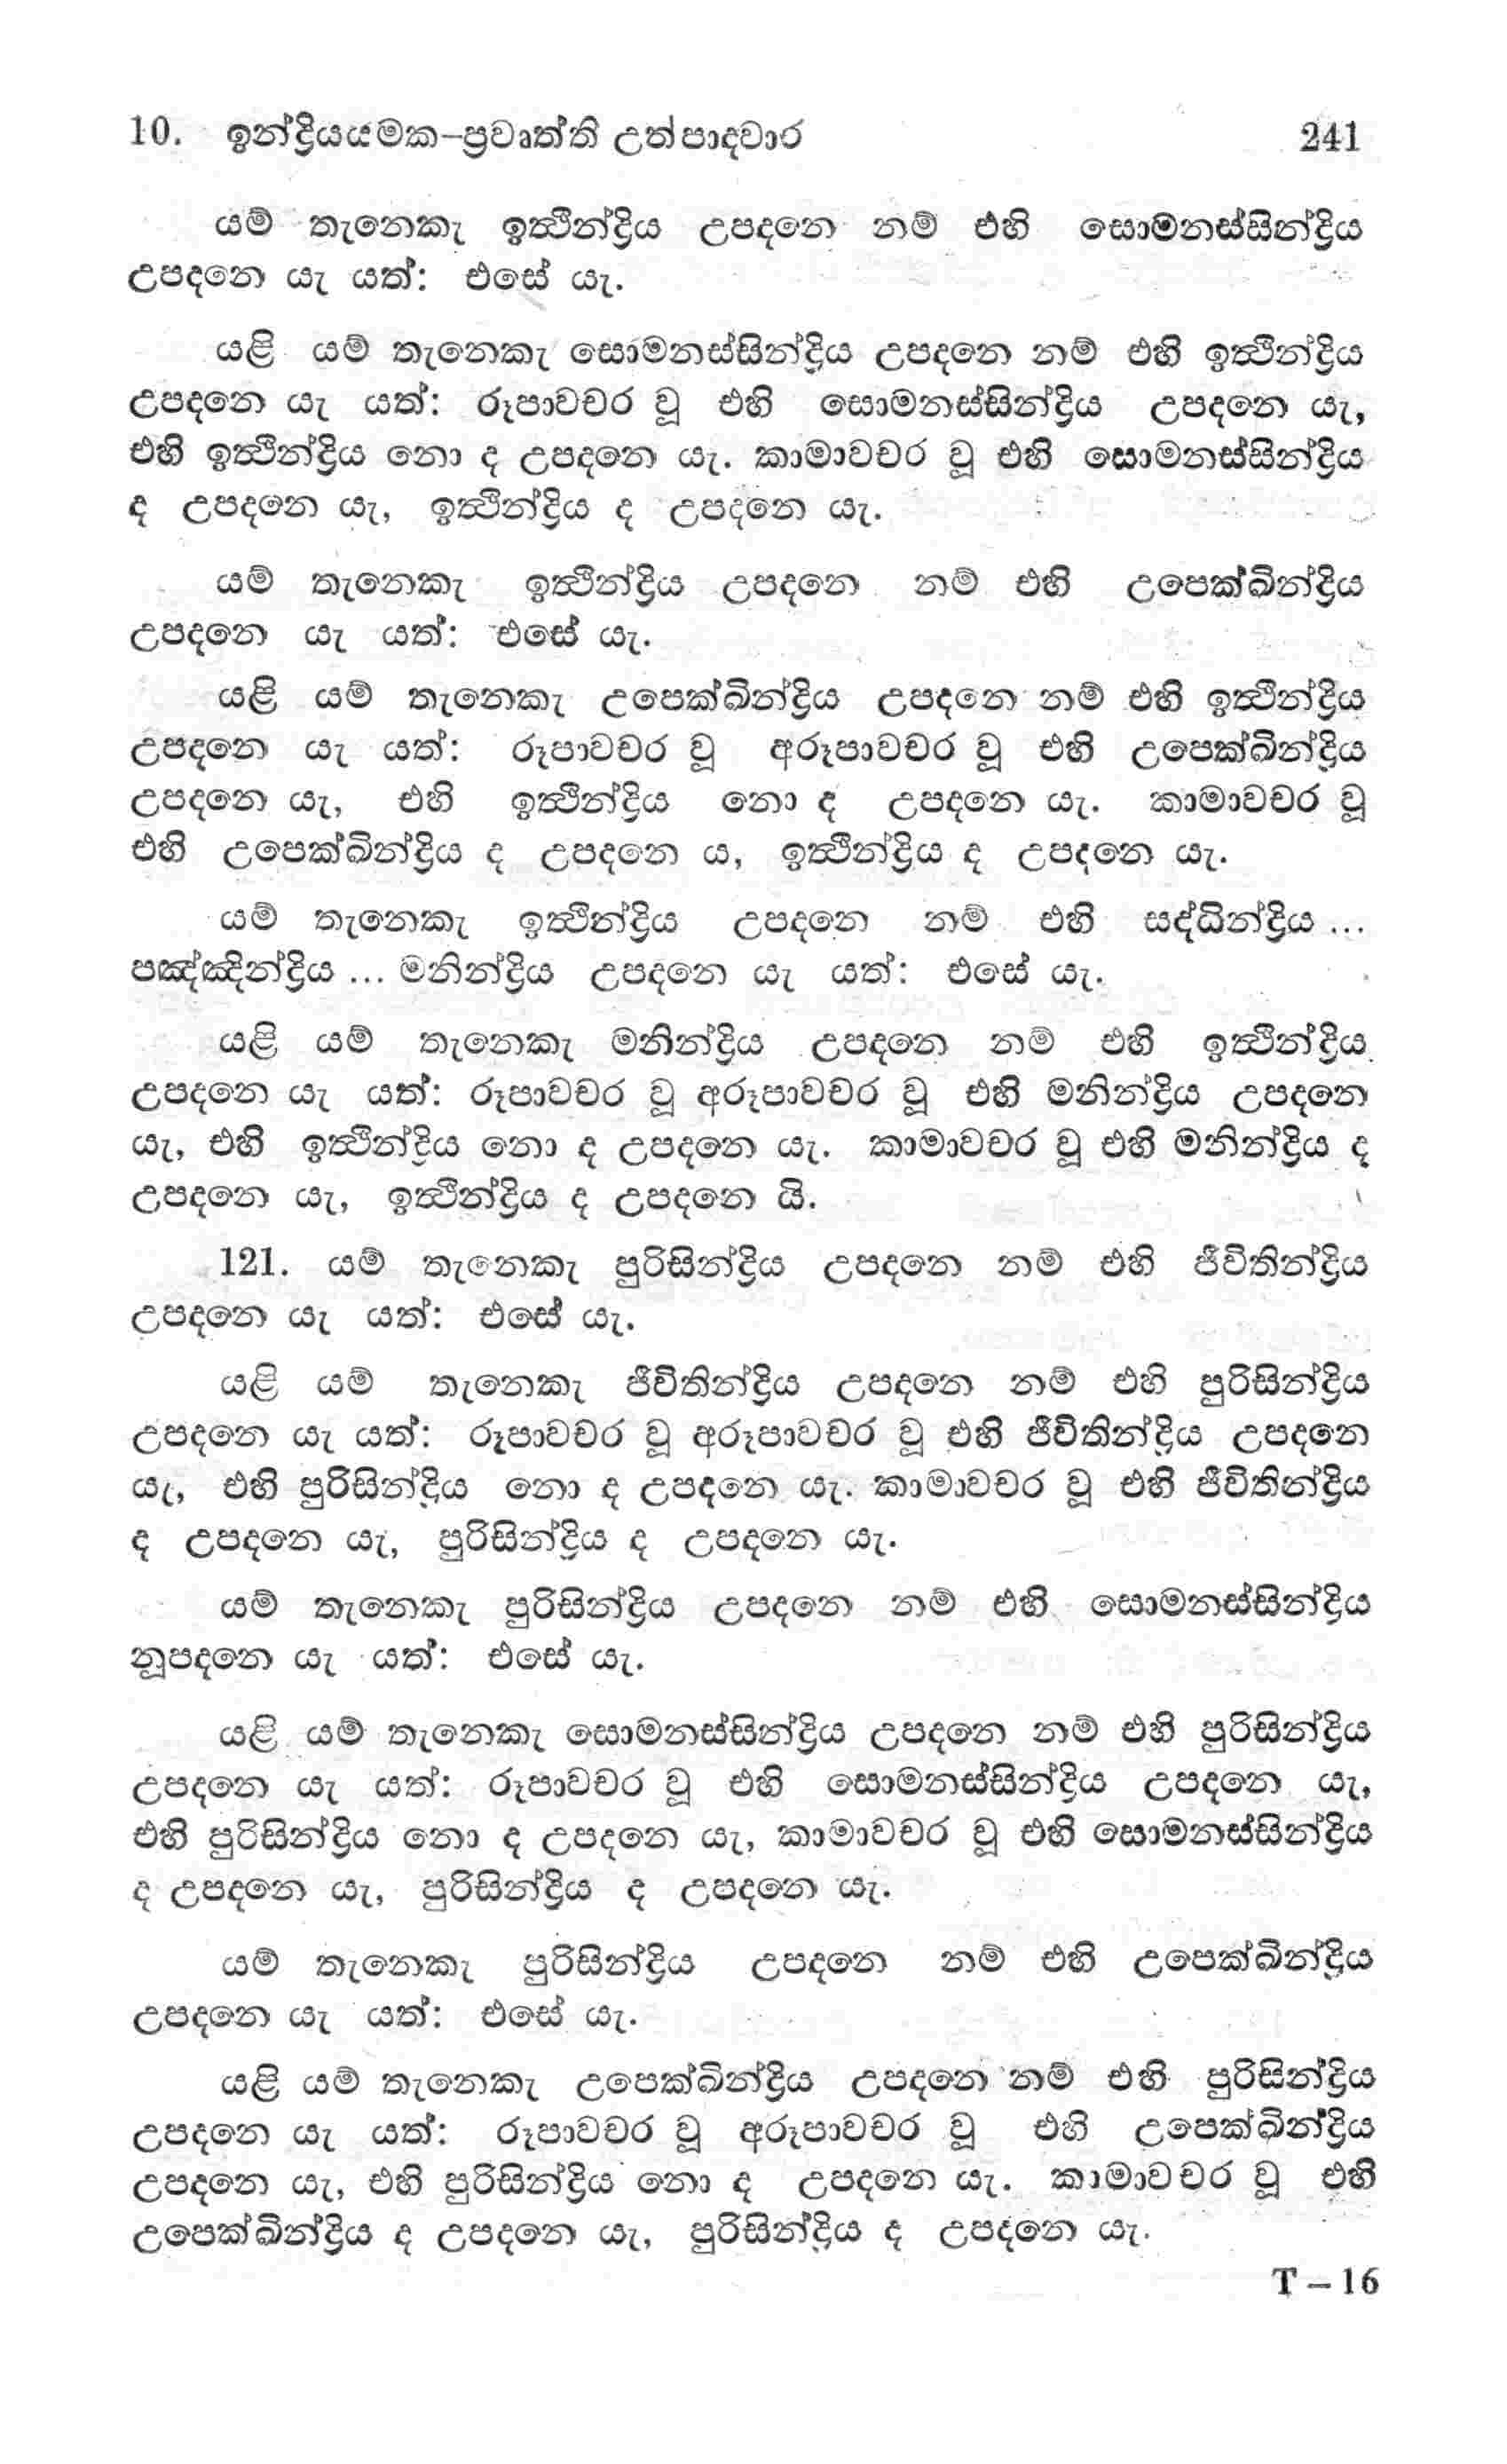 10. ඉන්ද්‍රියයමක-ප්‍රවෘත්ති උත්පාදවාර 241
යම් තැනෙකැ ඉත්‍ථින්ද්‍රිය උපදනෙ නම් එහි සොමනස්සින්ද්‍රිය
උපදනෙ යැ යත්: එසේ යැ.
යළි යම් තැනෙකැ සොමනස්සින්ද්‍රිය උපදනෙ නම් එහි ඉත්‍ථින්ද්‍රිය
උපදනෙ යැ යත්: රූපාවචර වූ එහි සොමනස්සින්ද්‍රිය උපදනෙ යැ,
එහි ඉත්‍ථින්ද්‍රිය නො ද උපදනෙ යැ. කාමාවචර වූ එහි සොමනස්සින්ද්‍රිය
ද උපදනෙ යැ, ඉත්‍ථින්ද්‍රිය ද උපදනෙ යැ.
යම් තැනෙකැ ඉත්‍ථින්ද්‍රිය උපදනෙ නම් එහි උපෙක්ඛින්ද්‍රිය
උපදනෙ යැ යත්: එසේ යැ.
යළි යම් තැනෙකැ උපෙක්ඛින්ද්‍රිය උපදනෙ නම් එහි ඉත්‍ථින්ද්‍රිය
උපදනෙ යැ යත්: රූපාවචර වූ අරූපාවචර වූ එහි උපෙක්ඛින්ද්‍රිය
උපදනෙ යැ, එහි ඉත්‍ථින්ද්‍රිය නො ද උපදනෙ යැ. කාමාවචර වූ
එහි උපෙක්ඛින්ද්‍රිය ද උපදනෙ ය, ඉත්‍ථින්ද්‍රිය ද උපදනෙ යැ.
යම් තැනෙකැ ඉත්‍ථින්ද්‍රිය උපදනෙ නම් එහි සද්ධින්ද්‍රිය ...
පඤ්ඤින්ද්‍රිය ... මනින්ද්‍රිය උපදනෙ යැ යත්: එසේ යැ.
යළි යම් තැනෙකැ මනින්ද්‍රිය උපදනෙ නම් එහි ඉත්‍ථින්ද්‍රිය
උපදනෙ යැ යත්: රූපාවචර වූ අරූපාවචර වූ එහි මනින්ද්‍රිය උපදනෙ
යැ, එහි ඉත්‍ථින්ද්‍රිය නො ද උපදනෙ යැ. කාමාවචර වූ එහි මනින්ද්‍රිය ද
උපදනෙ යැ, ඉත්‍ථින්ද්‍රිය ද උපදනෙ යි.
121. යම් තැනෙකැ පුරිසින්ද්‍රිය උපදනෙ නම් එහි ජීවිතින්ද්‍රිය
උපදනෙ යැ යත්: එසේ යැ.
යළි යම් තැනෙකැ ජීවිතින්ද්‍රිය උපදනෙ නම් එහි පුරිසින්ද්‍රිය
උපදනෙ යැ යත්: රූපාවචර වූ අරූපාවචර වූ එහි ජීවිතින්ද්‍රිය උපදනෙ
යැ, එහි පුරිසින්ද්‍රිය නො ද උපදනෙ යැ. කාමාවචර වූ එහි ජීවිතින්ද්‍රිය
ද උපදනෙ යැ, පුරිසින්ද්‍රිය ද උපදනෙ යැ.
යම් තැනෙකැ පුරිසින්ද්‍රිය උපදනෙ නම් එහි සොමනස්සින්ද්‍රිය
නූපදනෙ යැ යත්: එසේ යැ.
යළි යම් තැනෙකැ සොමනස්සින්ද්‍රිය උපදනෙ නම් එහි පුරිසින්ද්‍රිය
උපදනෙ යැ යත්: රූපාවචර වූ එහි සොමනස්සින්ද්‍රිය උපදනෙ යැ,
එහි පුරිසින්ද්‍රිය නො ද උපදනෙ යැ, කාමාවචර වූ එහි සොමනස්සින්ද්‍රිය
ද උපදනෙ යැ, පුරිසින්ද්‍රිය ද උපදනෙ යැ.
යම් තැනෙකැ පුරිසින්ද්‍රිය උපදනෙ නම් එහි උපෙක්ඛින්ද්‍රිය
උපදනෙ යැ යත්: එසේ යැ.
යළි යම් තැනෙකැ උපෙක්ඛින්ද්‍රිය උපදනෙ නම් එහි පුරිසින්ද්‍රිය
උපදනෙ යැ යත්: රූපාවචර වූ අරූපාවචර වූ එහි උපෙක්ඛින්ද්‍රිය
උපදනෙ යැ, එහි පුරිසින්ද්‍රිය නො ද උපදනෙ යැ. කාමාවචර වූ එහි
උපෙක්ඛින්ද්‍රිය ද උපදනෙ යැ, පුරිසින්ද්‍රිය ද උපදනෙ යැ.
T – 16